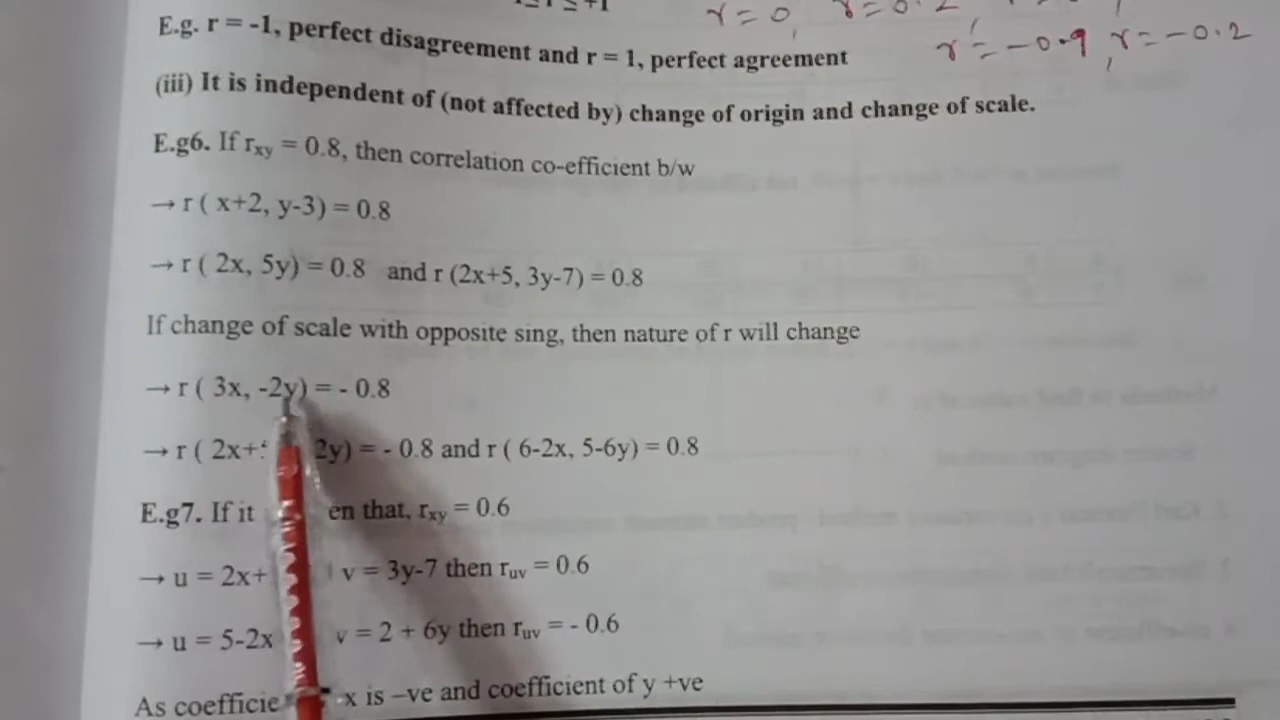 r = 0, r = 0.2
E.g. r = -1, perfect disagreement and r = 1, perfect agreement
r = -0.9, r = -0.2
(iii) It is independent of (not affected by) change of origin and change of scale.
E.g6. If rxy = 0.8, then correlation co-efficient b/w
→ r ( x+2, y-3) = 0.8
→ r ( 2x, 5y) = 0.8 and r (2x+5, 3y-7) = 0.8
If change of scale with opposite sing, then nature of r will change
→ r ( 3x, -2y) = - 0.8
→ r ( 2x+ 2y) = - 0.8 and r ( 6-2x, 5-6y) = 0.8
E.g7. If it en that, rxy = 0.6
→ u = 2x+ v = 3y-7 then ruv = 0.6
→ u = 5-2x v = 2 + 6y then ruv = - 0.6
As coefficie x is –ve and coefficient of y +ve